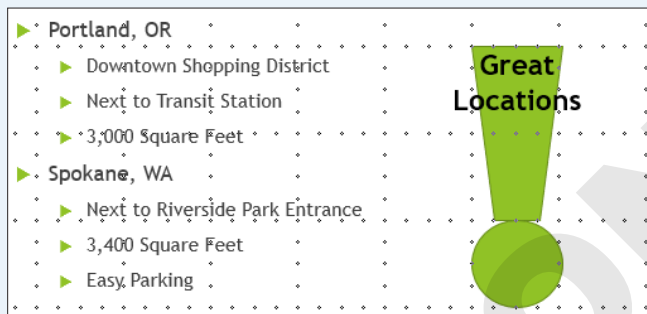 Portland, OR
Downtown Shopping District
Next to Transit Station
3,000 Square Feet
Spokane, WA
Next to Riverside Park Entrance
3,400 Square Feet
Easy Parking
Great
Locations